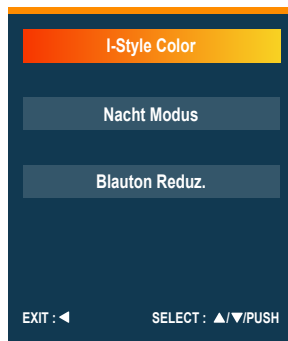 I-Style Color
Nacht Modus
Blauton Reduz.
EXIT : ◀ SELECT : ▲/▼/PUSH